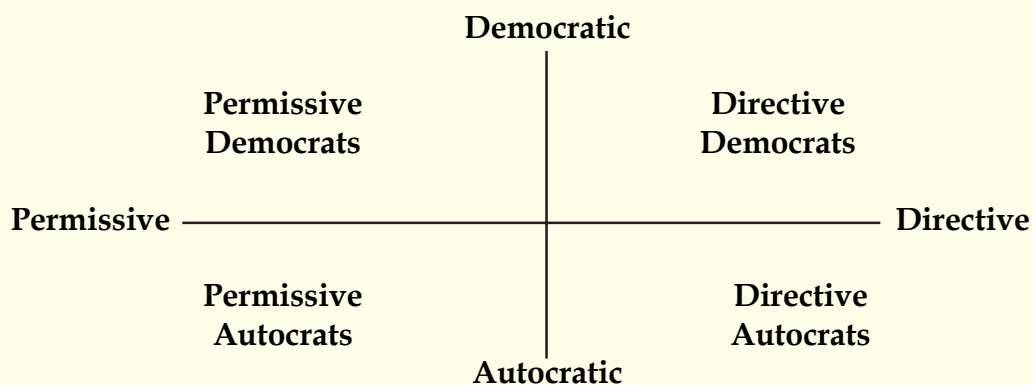 Democratic
Permissive
Democrats
Directive
Democrats
Permissive
Directive
Permissive
Autocrats
Directive
Autocrats
Autocratic